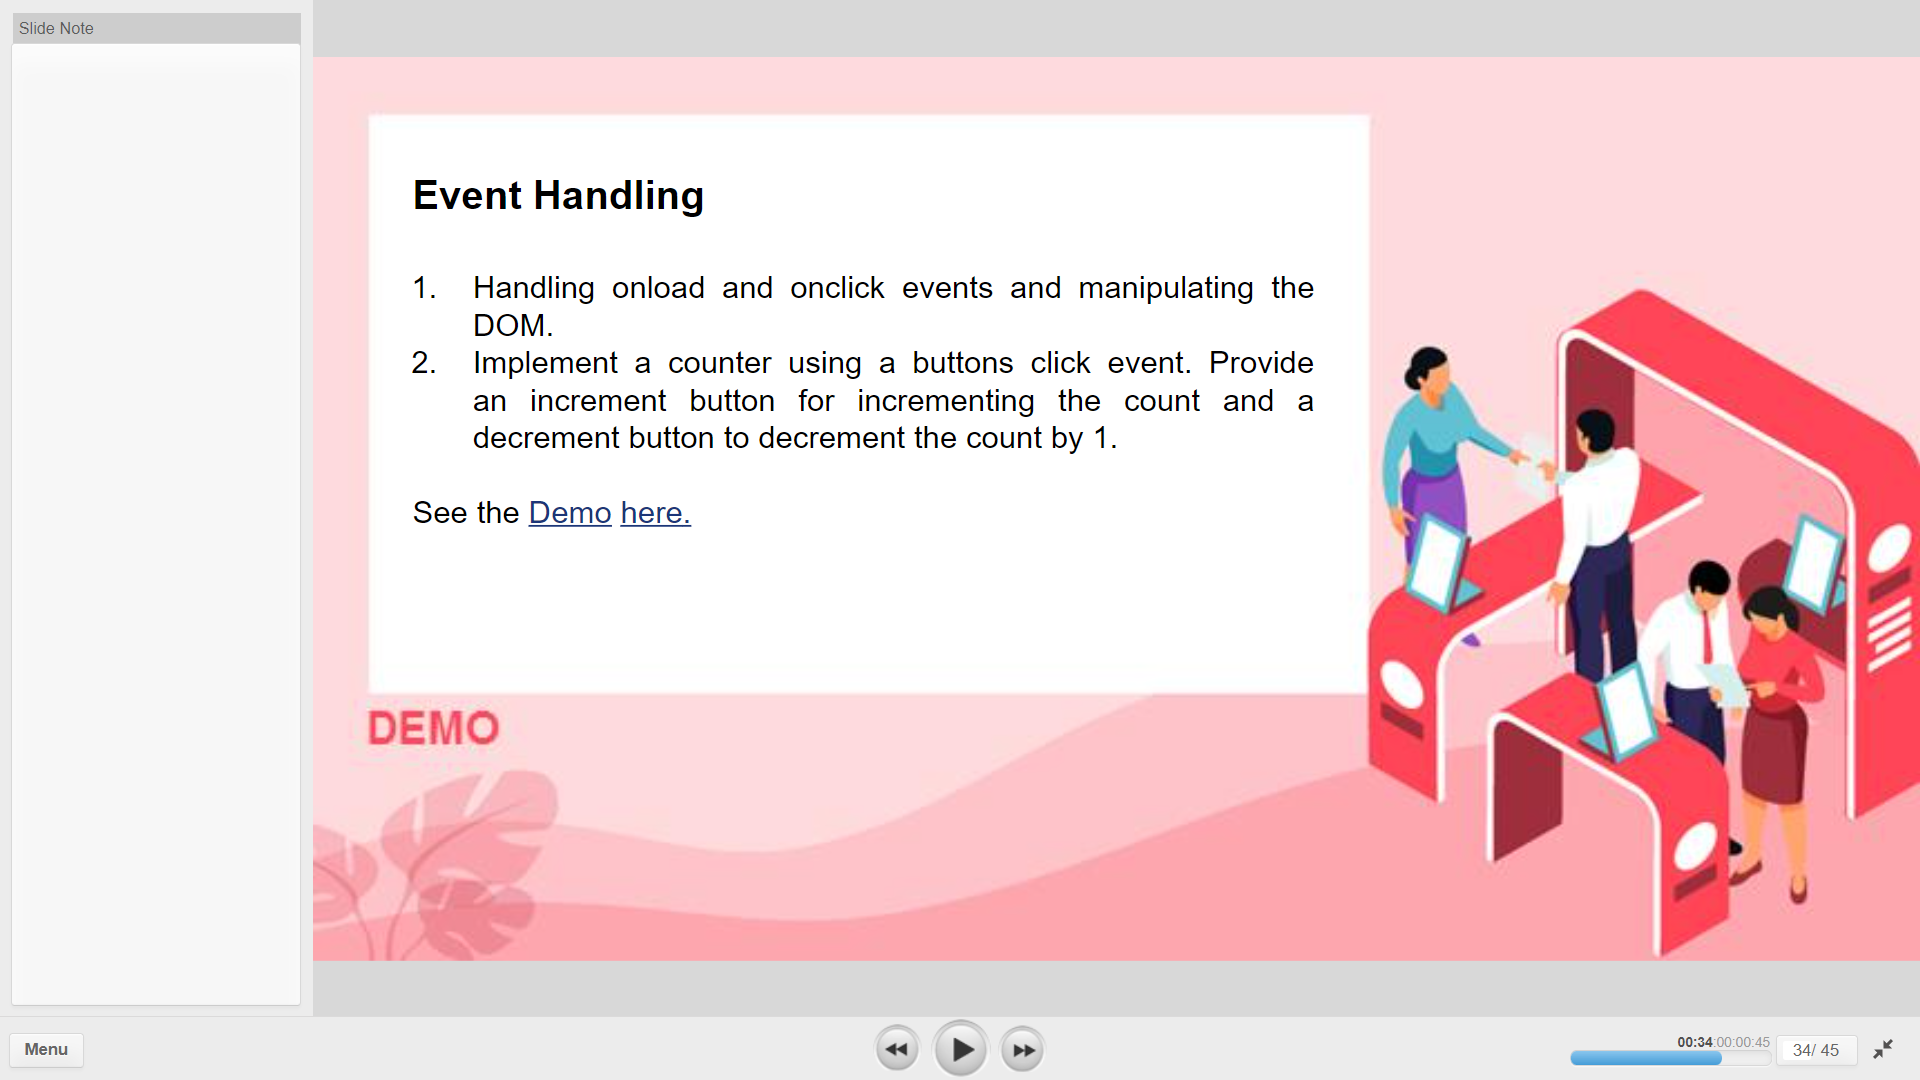 Slide Note
Event Handling
1. Handling onload and onclick events and manipulating the
DOM.
2. Implement a counter using a buttons click event. Provide
an increment button for incrementing the count and a
decrement button to decrement the count by 1.
See the Demo here.
DEMO
Menu
00:34:00:00:45
34/ 45